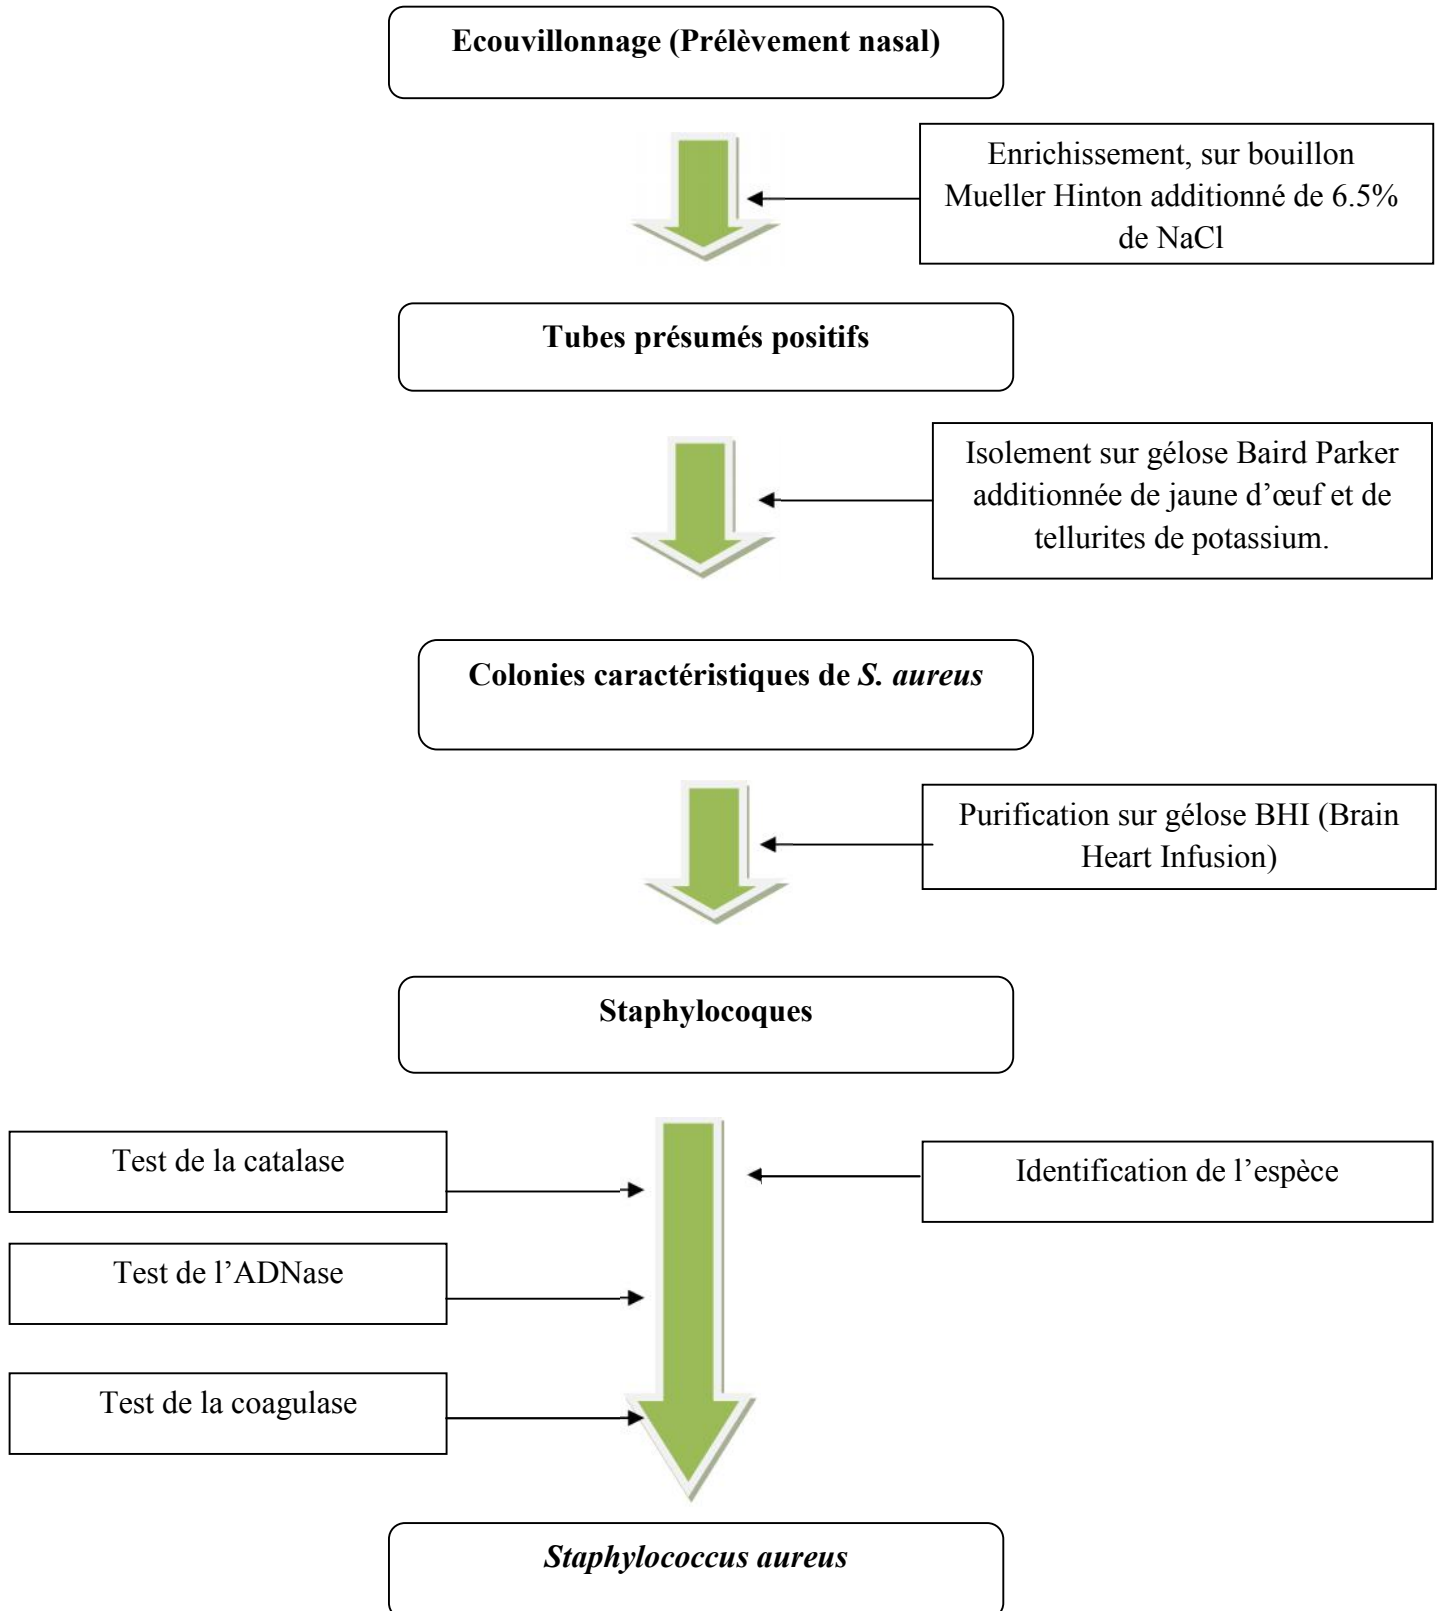 Ecouvillonnage (Prélèvement nasal)
Enrichissement, sur bouillon
Mueller Hinton additionné de 6.5%
de NaCl
Tubes présumés positifs
Isolement sur gélose Baird Parker
additionnée de jaune d’œuf et de
tellurites de potassium.
Colonies caractéristiques de S. aureus
Purification sur gélose BHI (Brain
Heart Infusion)
Staphylocoques
Test de la catalase
Identification de l’espèce
Test de l’ADNase
Test de la coagulase
Staphylococcus aureus